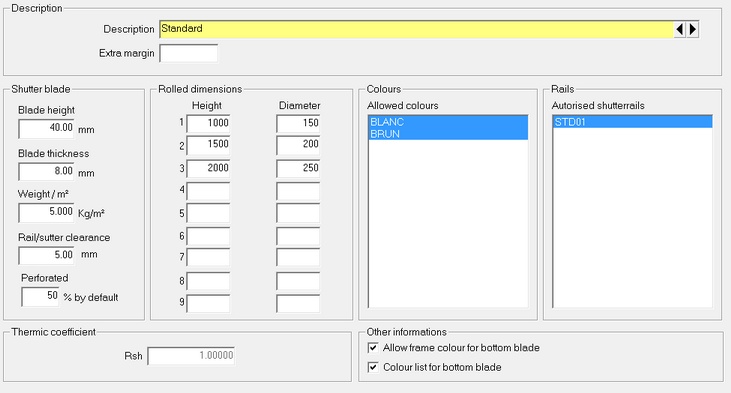 Description
Description Standard
Extra margin
Shutter blade
Blade height
40.00 mm
Blade thickness
8.00 mm
Weight / m²
5.000 Kg/m²
Rail/sutter clearance
5.00 mm
Perforated
50 % by default
Rolled dimensions
Height Diameter
1 1000 150
2 1500 200
3 2000 250
4
5
6
7
8
9
Colours
Allowed colours
BLANC
BRUN
Rails
Autorised shutterrails
STD01
Thermic coefficient
Rsh 1.00000
Other informations
Allow frame colour for bottom blade
Colour list for bottom blade